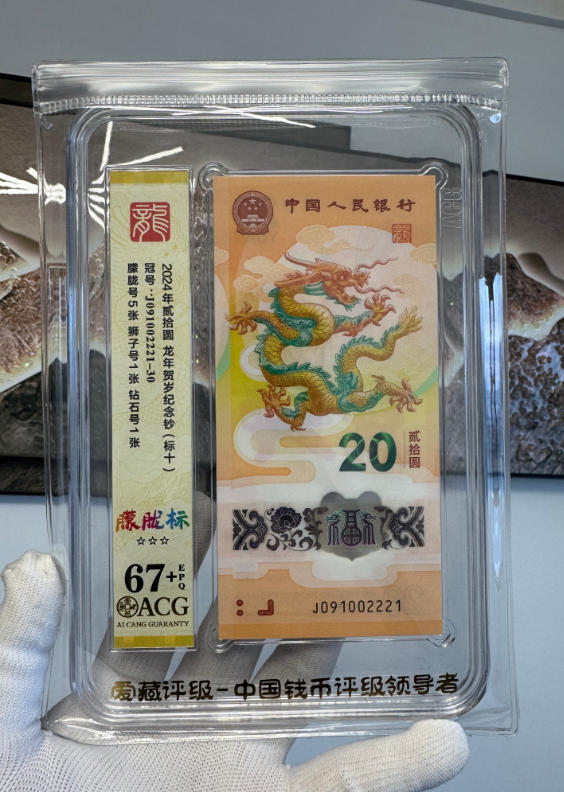 龍
2024年贰拾圆 龙年贺岁纪念钞(标十)
冠号:J091002221-30
朦胧号5张 狮子号1张 钻石号1张
朦胧标
☆☆☆
67+EPQ
ACG
AI CANG GUARANTY
中国人民银行
龍
20
贰拾圆
福
J091002221
爱藏评级-中国钱币评级领导者